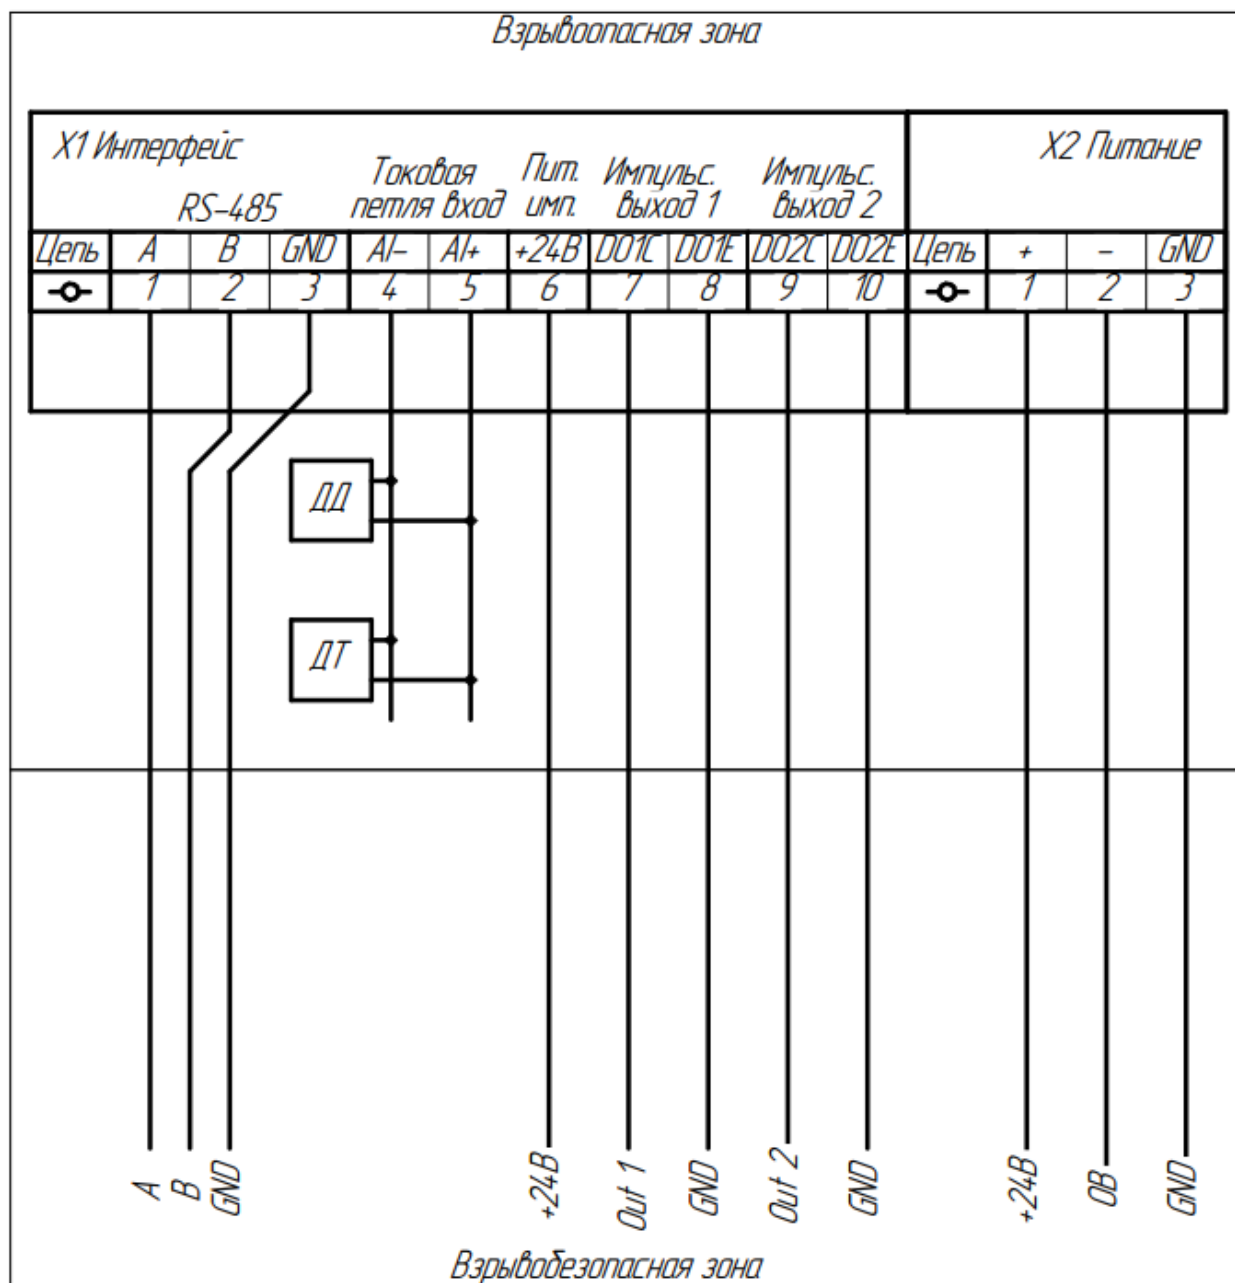 Взрывоопасная зона
X1 Интерфейс
X2 Питание
RS-485
Токовая
петля вход
Пит.
имп.
Импульс.
выход 1
Импульс.
выход 2
Цепь A B GND AI- AI+ +24В DO1C DO1E DO2C DO2E Цепь + - GND
1 2 3 4 5 6 7 8 9 10 1 2 3
ДД
ДТ
A B GND +24В Out 1 GND Out 2 GND +24В 0В GND
Взрывобезопасная зона